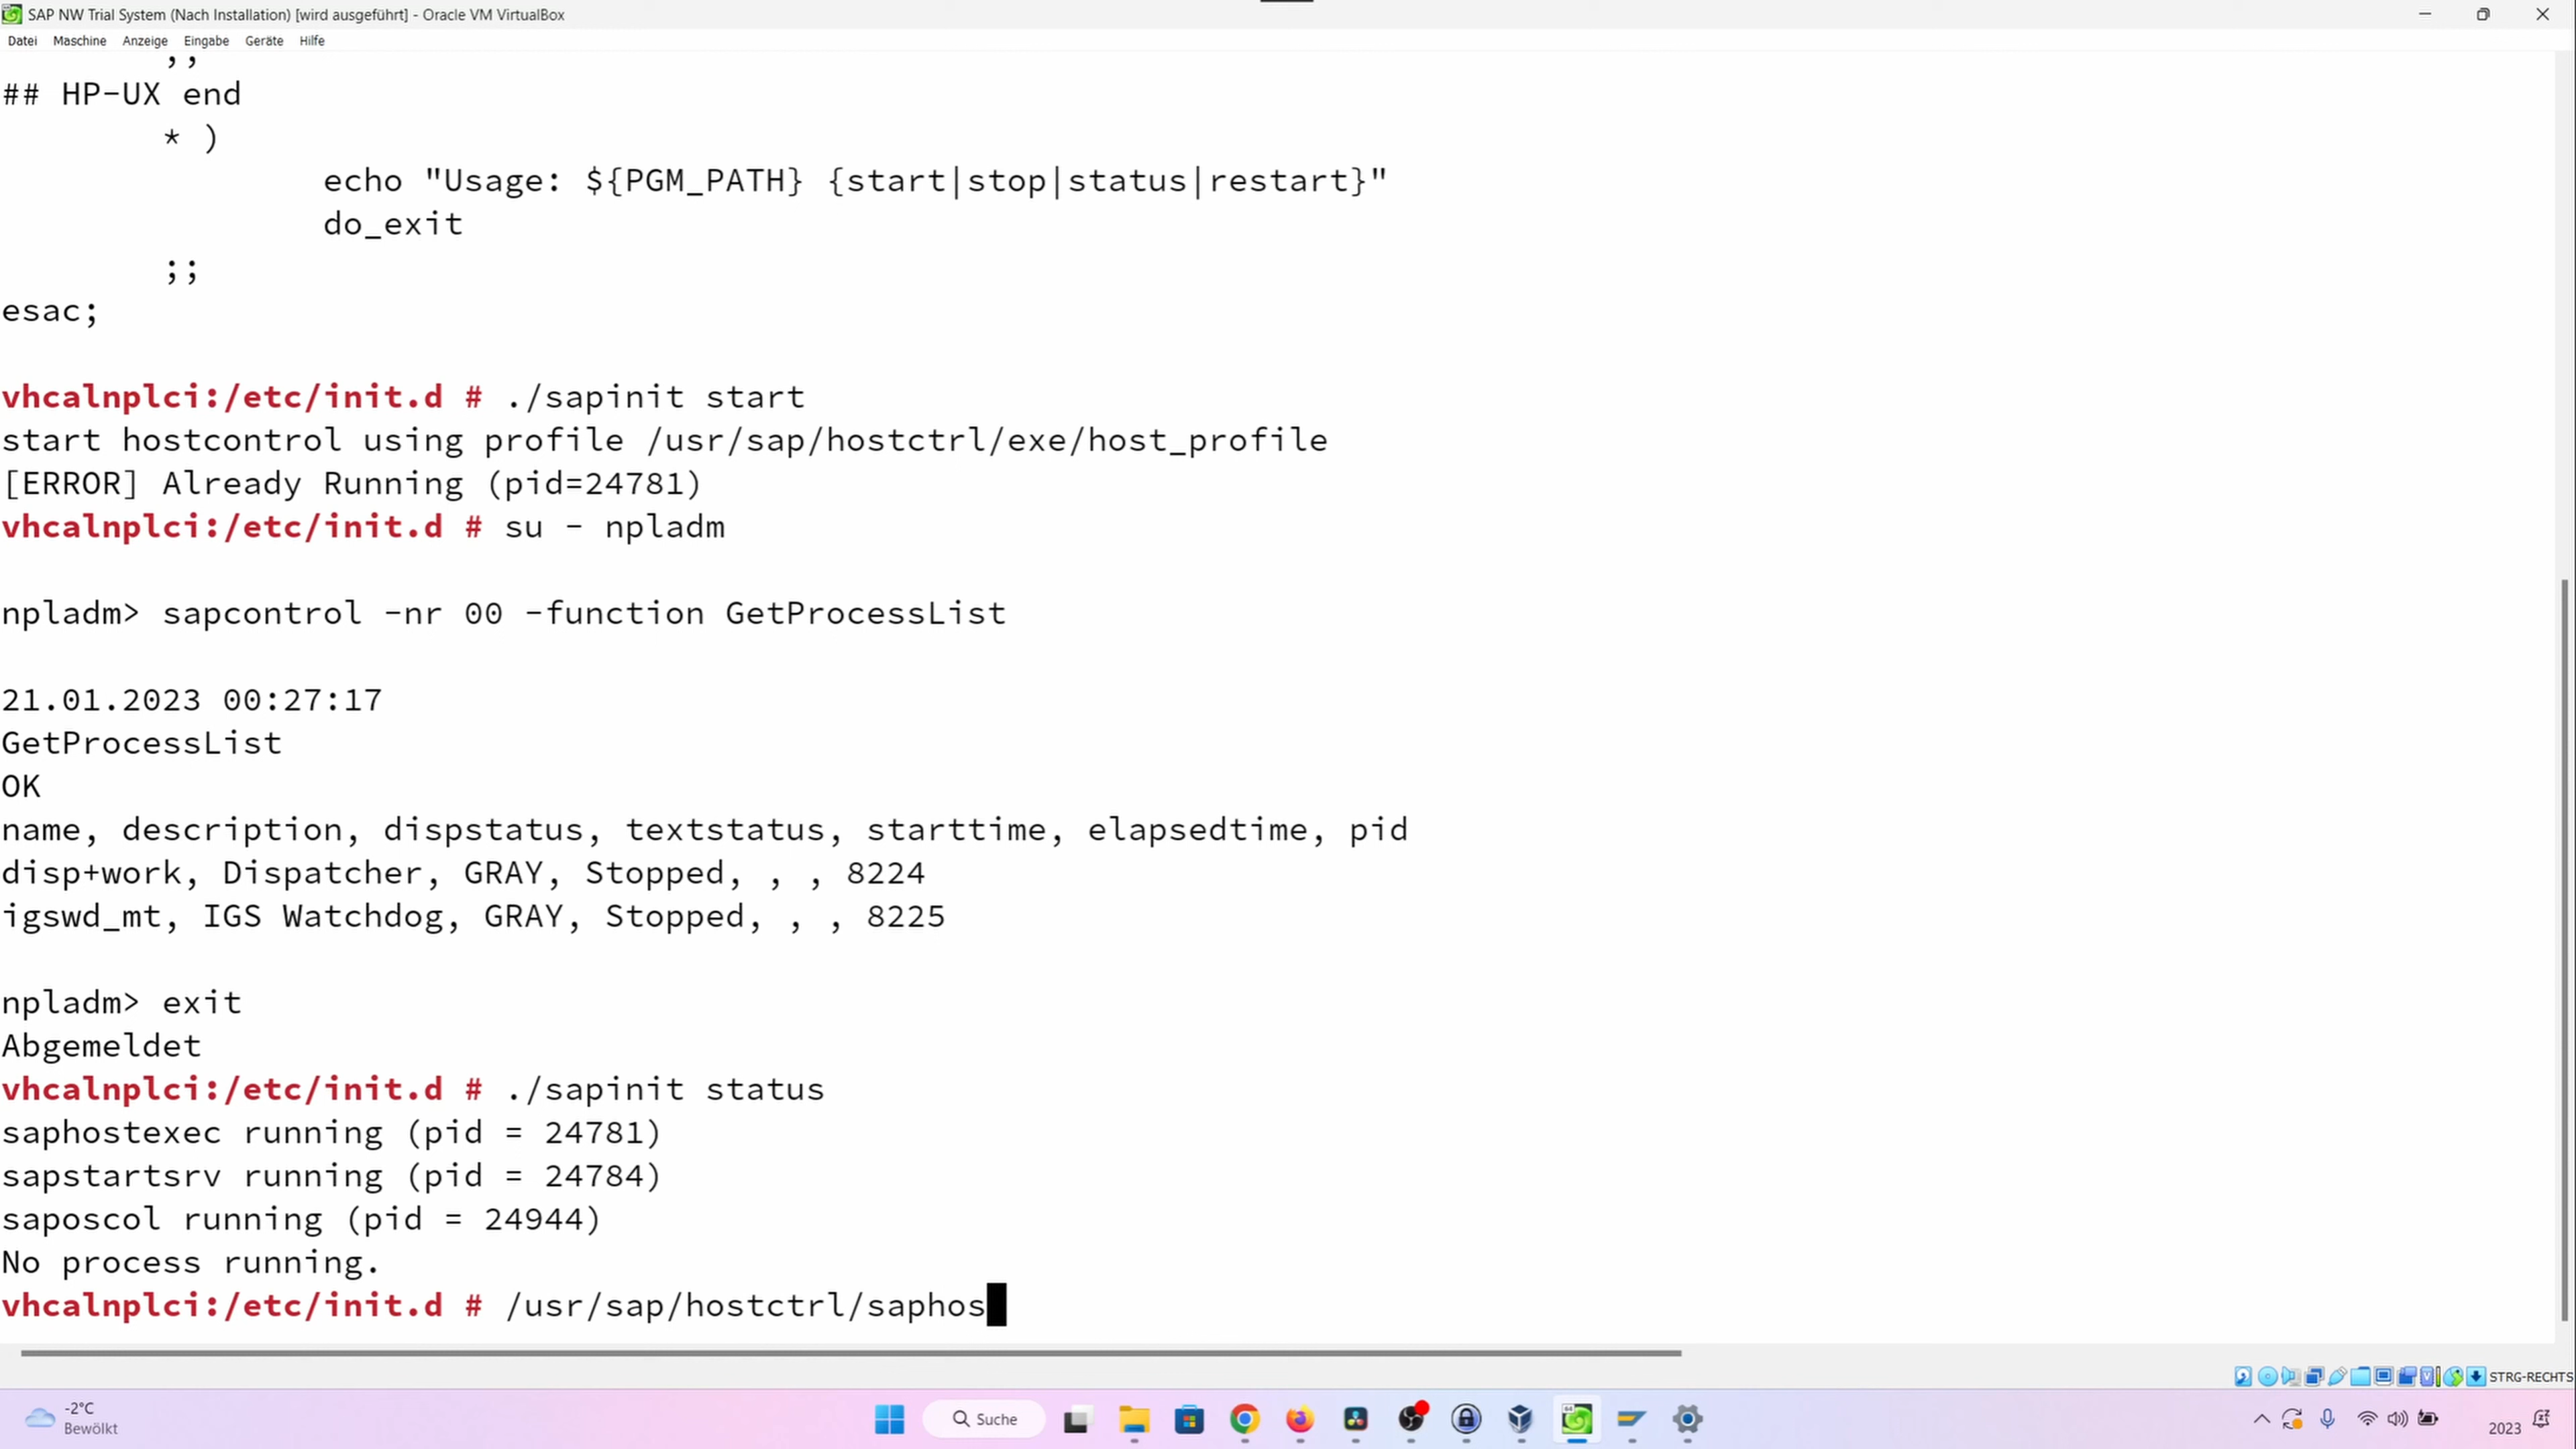 SAP NW Trial System (Nach Installation) [wird ausgeführt] - Oracle VM VirtualBox
Datei Maschine Anzeige Eingabe Geräte Hilfe
;;
## HP-UX end
* )
echo "Usage: ${PGM_PATH} {start|stop|status|restart}"
do_exit
;;
esac;
vhcalnplci:/etc/init.d # ./sapinit start
start hostcontrol using profile /usr/sap/hostctrl/exe/host_profile
[ERROR] Already Running (pid=24781)
vhcalnplci:/etc/init.d # su - npladm
npladm> sapcontrol -nr 00 -function GetProcessList
21.01.2023 00:27:17
GetProcessList
OK
name, description, dispstatus, textstatus, starttime, elapsedtime, pid
disp+work, Dispatcher, GRAY, Stopped, , , 8224
igswd_mt, IGS Watchdog, GRAY, Stopped, , , 8225
npladm> exit
Abgemeldet
vhcalnplci:/etc/init.d # ./sapinit status
saphostexec running (pid = 24781)
sapstartsrv running (pid = 24784)
saposcol running (pid = 24944)
No process running.
vhcalnplci:/etc/init.d # /usr/sap/hostctrl/saphos
STRG-RECHTS
-2°C
Bewölkt
Suche
2023